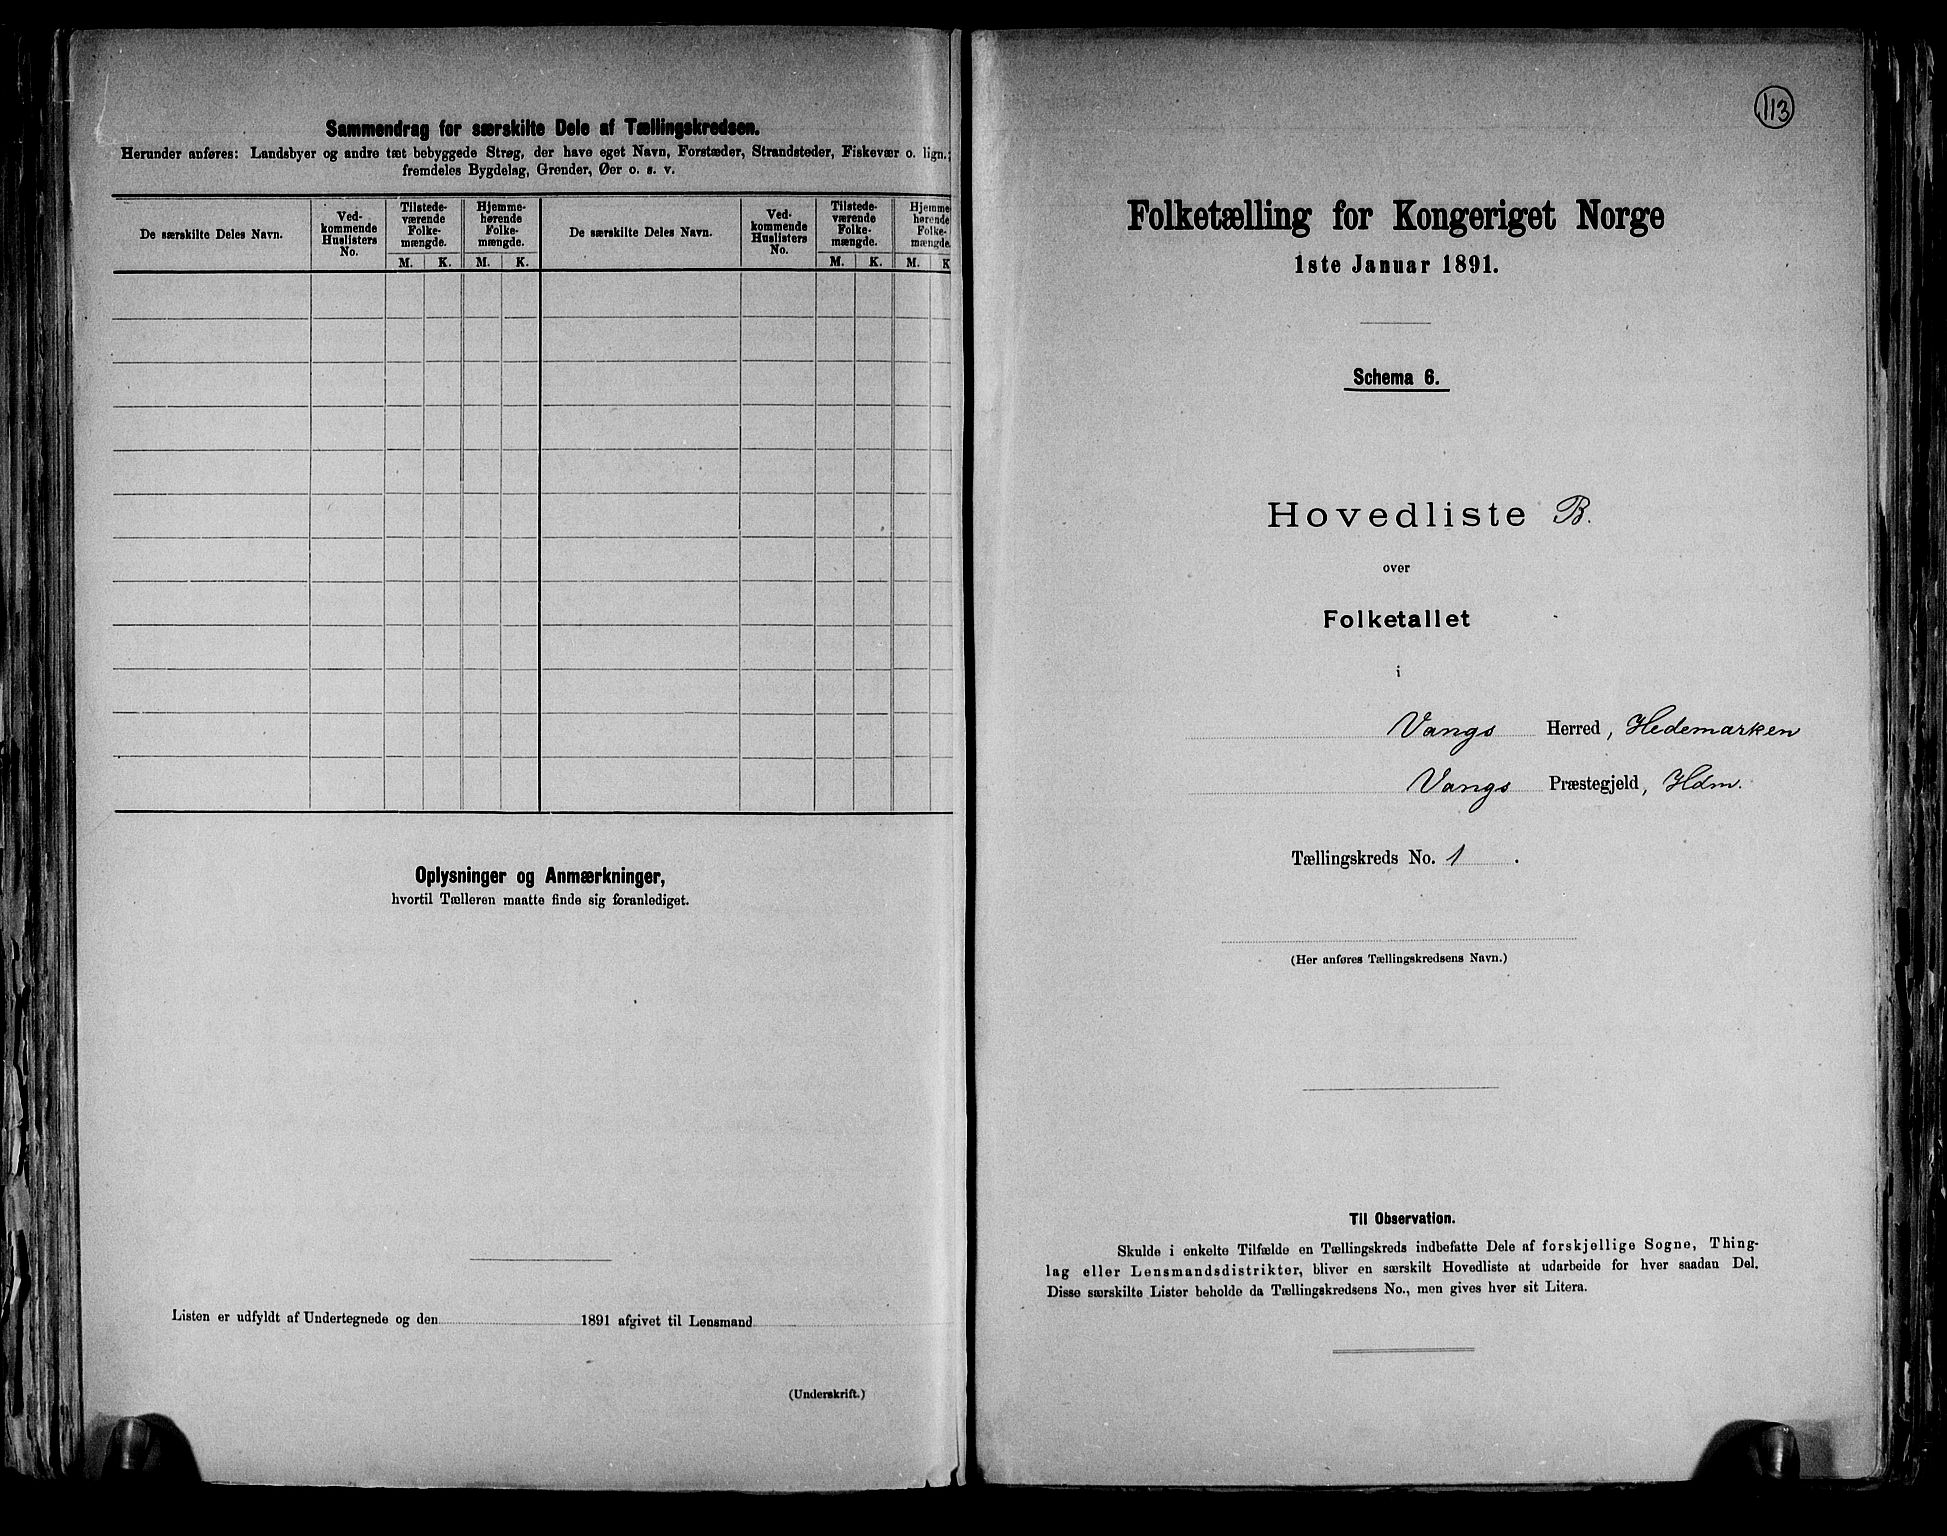 Sammendrag for særskilte Dele af Tællingskredsen.
Herunder anføres: Landsbyer og andre tæt bebyggede Strøg, der have eget Navn, Forstæder, Strandsteder, Fiskevær o. lign.;
fremdeles Bygdelag, Grender, Øer o. s. v.
De særskilte Deles Navn.
Ved-
kommende
Huslisters
No.
Tilstede-
værende
Folke-
mængde.
M. K.
Hjemme-
hørende
Folke-
mængde.
M. K.
De særskilte Deles Navn.
Ved-
kommende
Huslisters
No.
Tilstede-
værende
Folke-
mængde.
M. K.
Hjemme
hørende
Folke-
mængde.
M. K
Oplysninger og Anmærkninger,
hvortil Tælleren maatte finde sig foranlediget.
Listen er udfyldt af Undertegnede og den 1891 afgivet til Lensmand
(Underskrift.)
113
Folketælling for Kongeriget Norge
1ste Januar 1891.
Schema 6.
Hovedliste B.
over
Folketallet
i
Vangs Herred, Hedemarken
Vangs Præstegjeld, Hdm.
Tællingskreds No. 1.
(Her anføres Tællingskredsens Navn.)
Til Observation.
Skulde i enkelte Tilfælde en Tællingskreds indbefatte Dele af forskjellige Sogne, Thing-
lag eller Lensmandsdistrikter, bliver en særskilt Hovedliste at udarbeide for hver saadan Del.
Disse særskilte Lister beholde da Tællingskredsens No., men gives hver sit Litera.